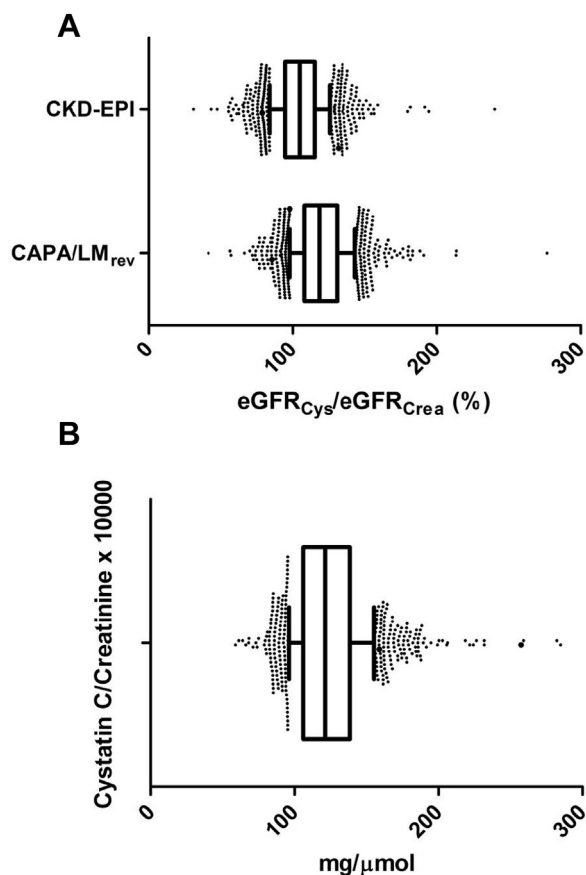 A
CKD-EPI
CAPA/LMrev
0
100
200
300
eGFRCys/eGFRCrea (%)
B
Cystatin C/Creatinine x 10000
0
100
200
300
mg/μmol